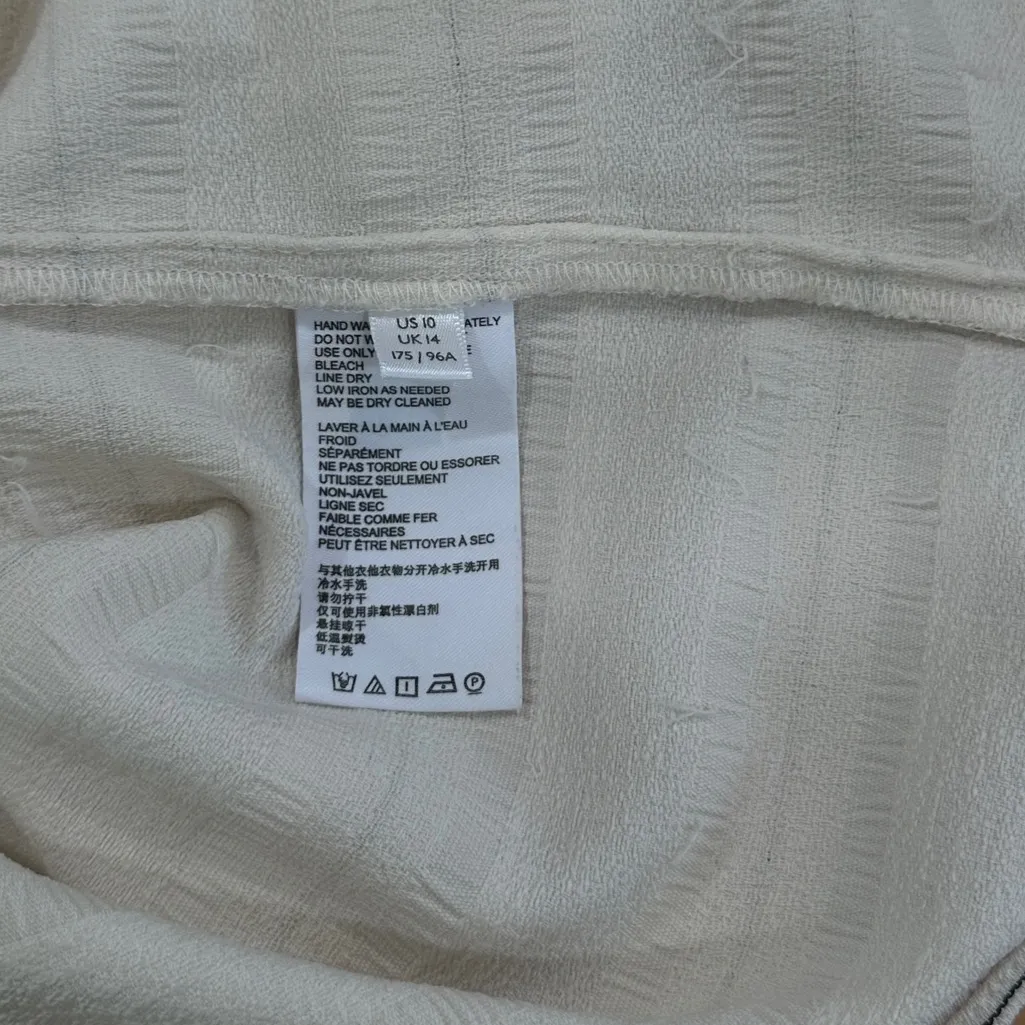 US 10
UK 14
175 / 96A
HAND WA ATELY
DO NOT W
USE ONLY E
BLEACH
LINE DRY
LOW IRON AS NEEDED
MAY BE DRY CLEANED
LAVER À LA MAIN À L'EAU
FROID
SÉPARÉMENT
NE PAS TORDRE OU ESSORER
UTILISEZ SEULEMENT
NON-JAVEL
LIGNE SEC
FAIBLE COMME FER
NÉCESSAIRES
PEUT ÊTRE NETTOYER À SEC
与其他衣他衣物分开冷水手洗开用
冷水手洗
请勿拧干
仅可使用非氯性漂白剂
悬挂晾干
低温熨烫
可干洗
P